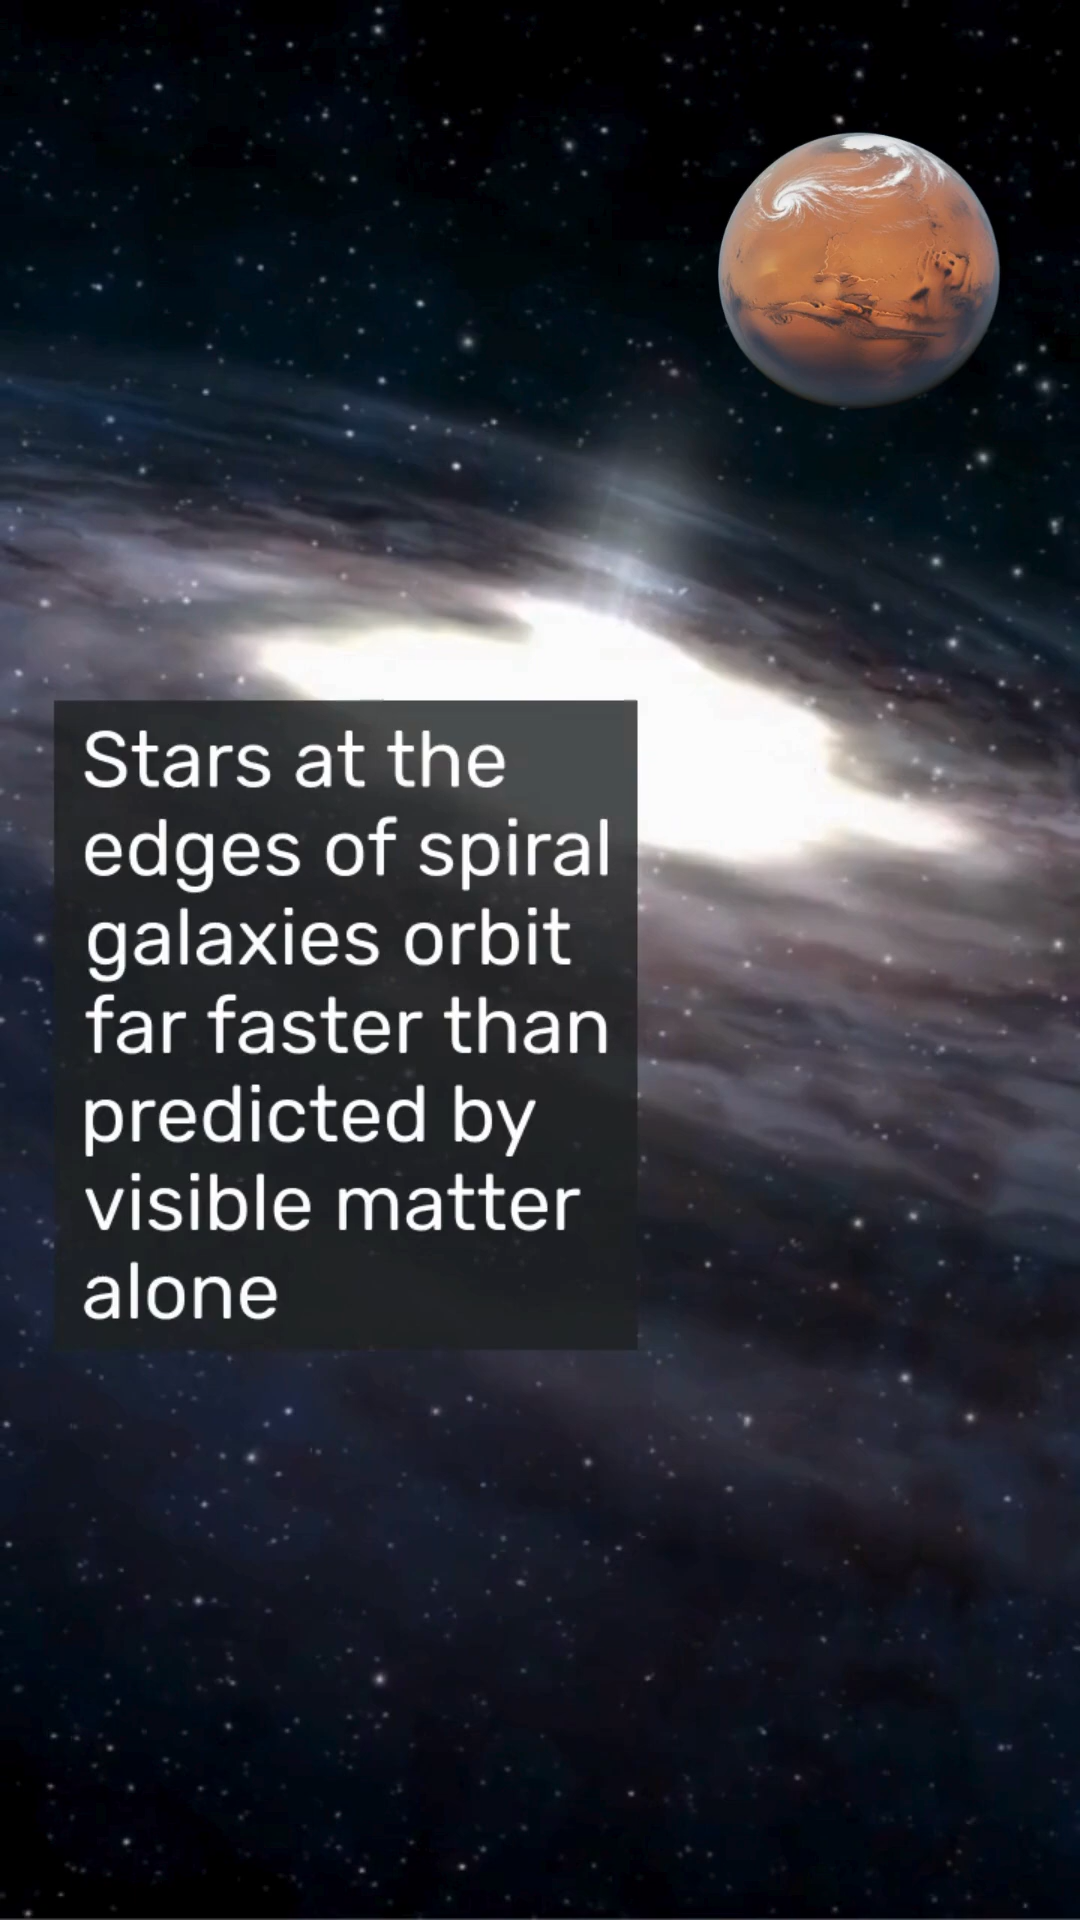 Stars at the
edges of spiral
galaxies orbit
far faster than
predicted by
visible matter
alone